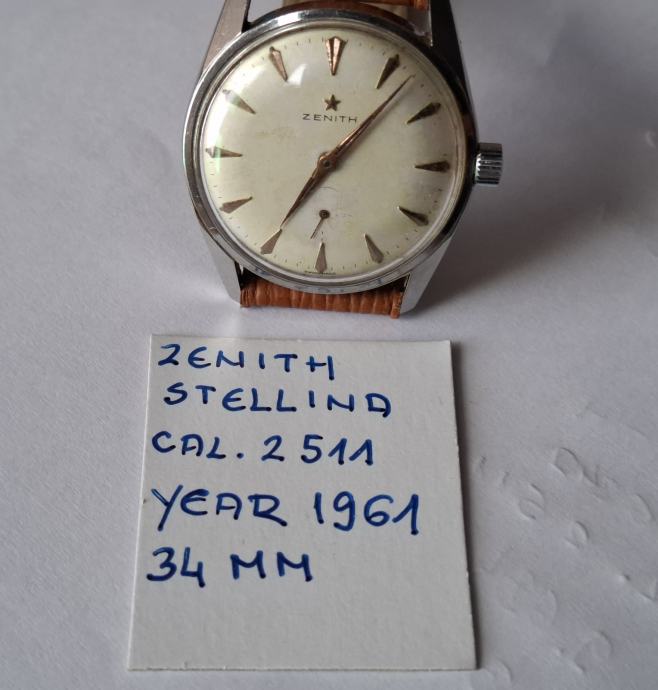 ZENITH
ZENITH
STELLINA
CAL. 2511
YEAR 1961
34 MM